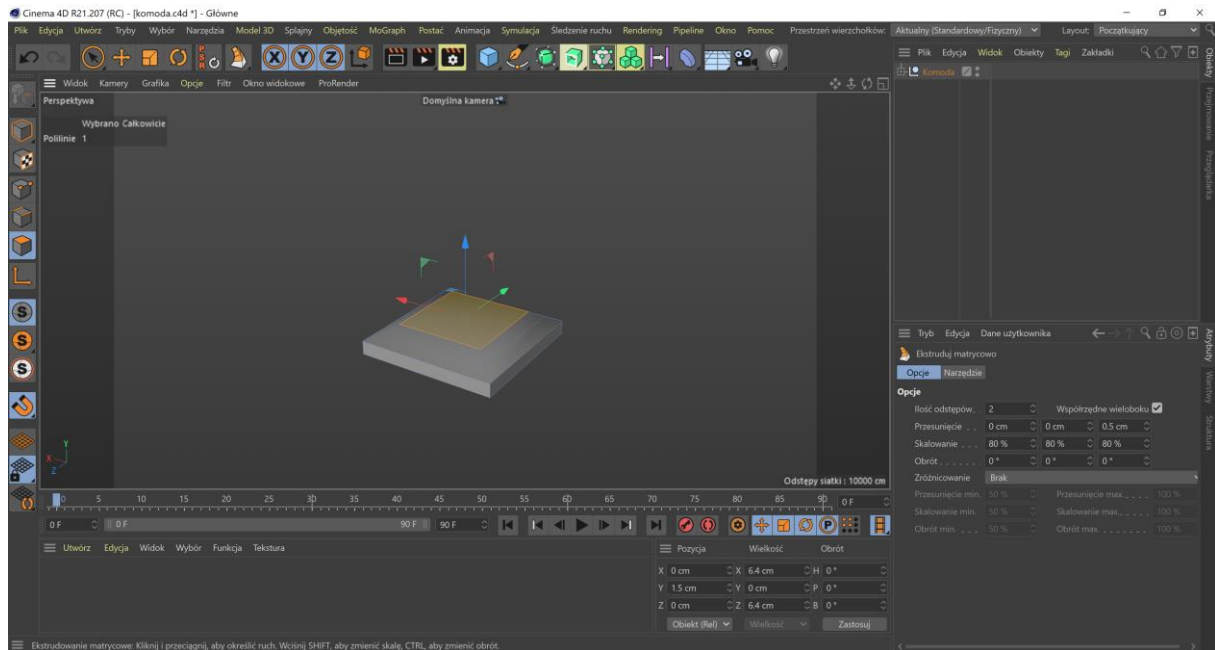 Cinema 4D R21.207 (RC) - [komoda.c4d *] - Główne
Plik Edycja Utwórz Tryby Wybór Narzędzia Model 3D Splajny Objętość MoGraph Postać Animacja Symulacja Śledzenie ruchu Rendering Pipeline Okno Pomoc Przestrzeń wierzchołków: Aktualny (Standardowy/Fizyczny) Layout: Początkujący
Plik Edycja Widok Obiekty Tagi Zakładki
Komoda
Obiekty
Przejmowanie
Przeglądarka
Widok Kamery Grafika Opcje Filtr Okno widokowe ProRender
Perspektywa
Domyślna kamera
Wybrano Całkowicie
Polilinie 1
Y
X
Z
Odstępy siatki : 10000 cm
0 5 10 15 20 25 30 35 40 45 50 55 60 65 70 75 80 85 90 0 F
0 F 0 F 90 F 90 F
Utwórz Edycja Widok Wybór Funkcja Tekstura
Pozycja Wielkość Obrót
X 0 cm X 6.4 cm H 0 °
Y 1.5 cm Y 0 cm P 0 °
Z 0 cm Z 6.4 cm B 0 °
Obiekt (Rel) Wielkość Zastosuj
Tryb Edycja Dane użytkownika
Ekstruduj matrycowo
Opcje Narzędzie
Opcje
Ilość odstępów. . 2 Współrzędne wieloboku
Przesunięcie . . . 0 cm 0 cm 0.5 cm
Skalowanie . . . . 80 % 80 % 80 %
Obrót . . . . . . . 0 ° 0 ° 0 °
Zróżnicowanie Brak
Przesunięcie min. 50 % Przesunięcie max. . . . . 100 %
Skalowanie min. 50 % Skalowanie max. . . . . . 100 %
Obrót min. . . . 50 % Obrót max. . . . . . . . . 100 %
Atrybuty
Warstwy
Struktura
Ekstrudowanie matrycowe: Kliknij i przeciągnij, aby określić ruch. Wciśnij SHIFT, aby zmienić skalę, CTRL, aby zmienić obrót.